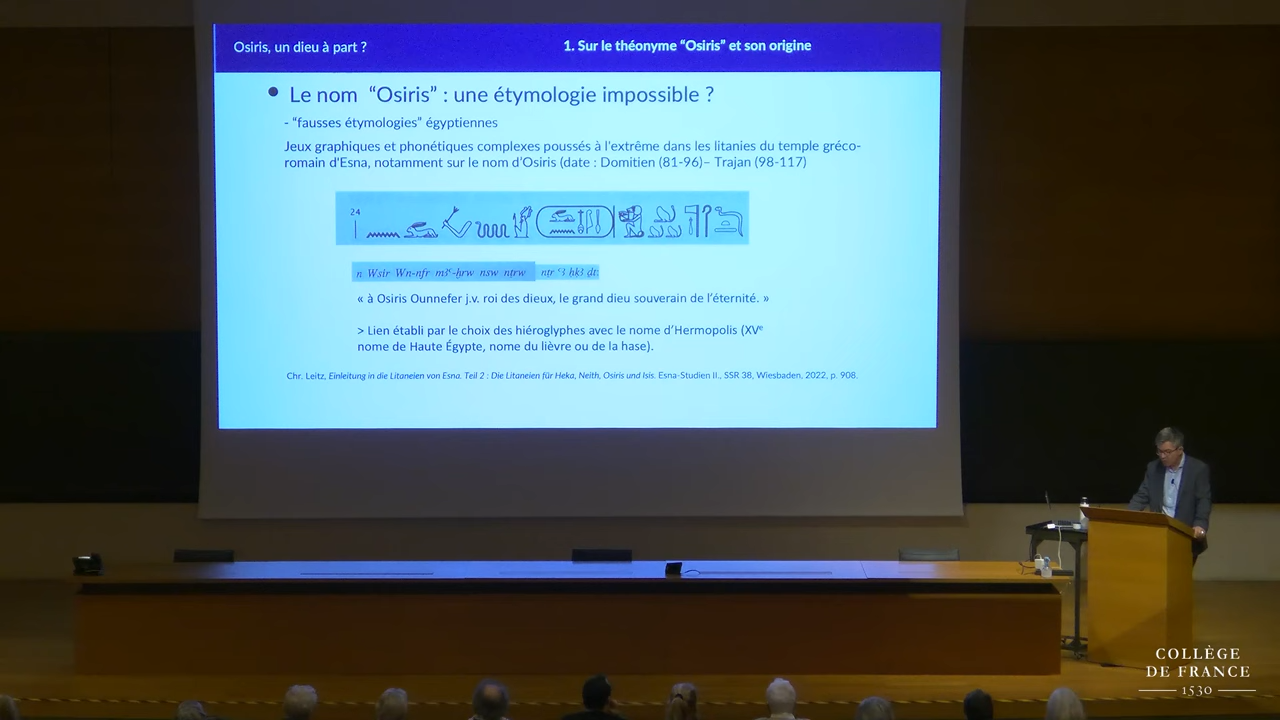 Osiris, un dieu à part ?
1. Sur le théonyme “Osiris” et son origine
● Le nom “Osiris” : une étymologie impossible ?
- “fausses étymologies” égyptiennes
Jeux graphiques et phonétiques complexes poussés à l'extrême dans les litanies du temple gréco-
romain d'Esna, notamment sur le nom d'Osiris (date : Domitien (81-96)– Trajan (98-117)
24
n Wsir Wn-nfr mꜣꜥ-ḫrw nsw nṯrw nṯr ꜥꜣ ḥḳꜣ ḏt:
« à Osiris Ounnefer j.v. roi des dieux, le grand dieu souverain de l'éternité. »
> Lien établi par le choix des hiéroglyphes avec le nome d'Hermopolis (XVᵉ
nome de Haute Égypte, nome du lièvre ou de la hase).
Chr. Leitz, Einleitung in die Litaneien von Esna. Teil 2 : Die Litaneien für Heka, Neith, Osiris und Isis. Esna-Studien II., SSR 38, Wiesbaden, 2022, p. 908.
COLLÈGE
DE FRANCE
1530